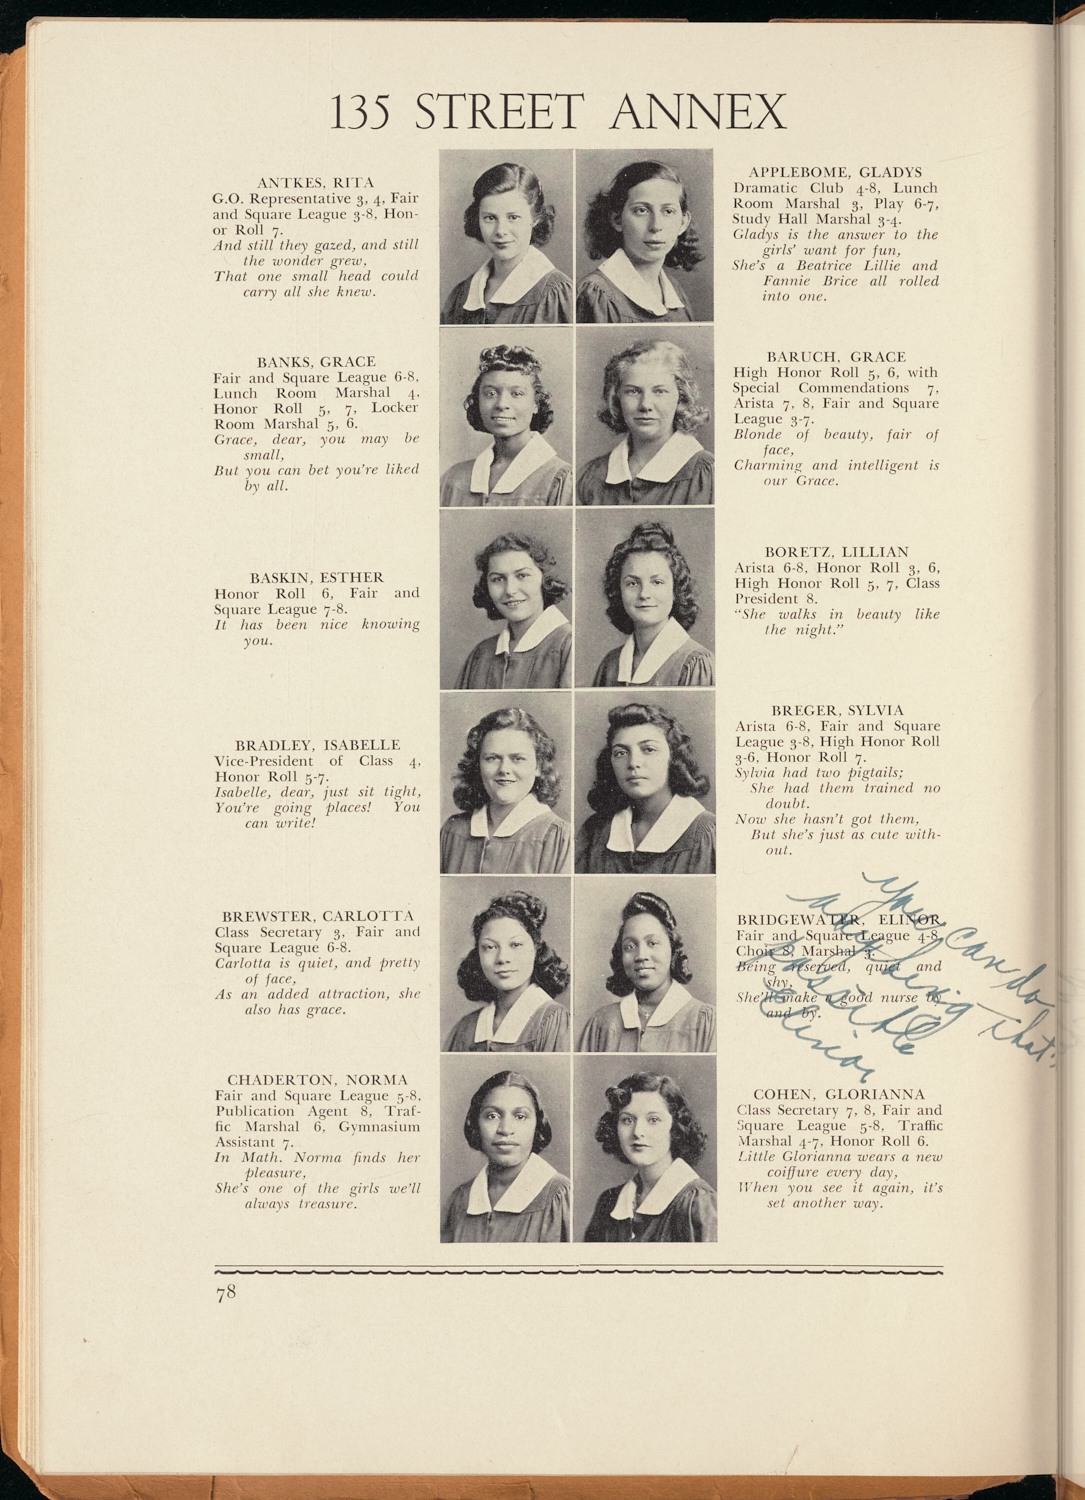 135 STREET ANNEX
ANTKES, RITA
G.O. Representative 3, 4, Fair
and Square League 3-8, Hon-
or Roll 7.
And still they gazed, and still
the wonder grew,
That one small head could
carry all she knew.
APPLEBOME, GLADYS
Dramatic Club 4-8, Lunch
Room Marshal 3, Play 6-7,
Study Hall Marshal 3-4.
Gladys is the answer to the
girls' want for fun,
She's a Beatrice Lillie and
Fannie Brice all rolled
into one.
BANKS, GRACE
Fair and Square League 6-8,
Lunch Room Marshal 4,
Honor Roll 5, 7, Locker
Room Marshal 5, 6.
Grace, dear, you may be
small,
But you can bet you're liked
by all.
BARUCH, GRACE
High Honor Roll 5, 6, with
Special Commendations 7,
Arista 7, 8, Fair and Square
League 3-7.
Blonde of beauty, fair of
face,
Charming and intelligent is
our Grace.
BASKIN, ESTHER
Honor Roll 6, Fair and
Square League 7-8.
It has been nice knowing
you.
BORETZ, LILLIAN
Arista 6-8, Honor Roll 3, 6,
High Honor Roll 5, 7, Class
President 8.
"She walks in beauty like
the night."
BRADLEY, ISABELLE
Vice-President of Class 4,
Honor Roll 5-7.
Isabelle, dear, just sit tight,
You're going places! You
can write!
BREGER, SYLVIA
Arista 6-8, Fair and Square
League 3-8, High Honor Roll
3-6, Honor Roll 7.
Sylvia had two pigtails;
She had them trained no
doubt.
Now she hasn't got them,
But she's just as cute with-
out.
BREWSTER, CARLOTTA
Class Secretary 3, Fair and
Square League 6-8.
Carlotta is quiet, and pretty
of face,
As an added attraction, she
also has grace.
BRIDGEWATER, ELINOR
Fair and Square League 4-8,
Choir 8, Marshal 3.
Being reserved, quiet and
shy,
She'll make a good nurse by
and by.
you can do
anything that
possible
Elinor
CHADERTON, NORMA
Fair and Square League 5-8,
Publication Agent 8, Traf-
fic Marshal 6, Gymnasium
Assistant 7.
In Math. Norma finds her
pleasure,
She's one of the girls we'll
always treasure.
COHEN, GLORIANNA
Class Secretary 7, 8, Fair and
Square League 5-8, Traffic
Marshal 4-7, Honor Roll 6.
Little Glorianna wears a new
coiffure every day,
When you see it again, it's
set another way.
78